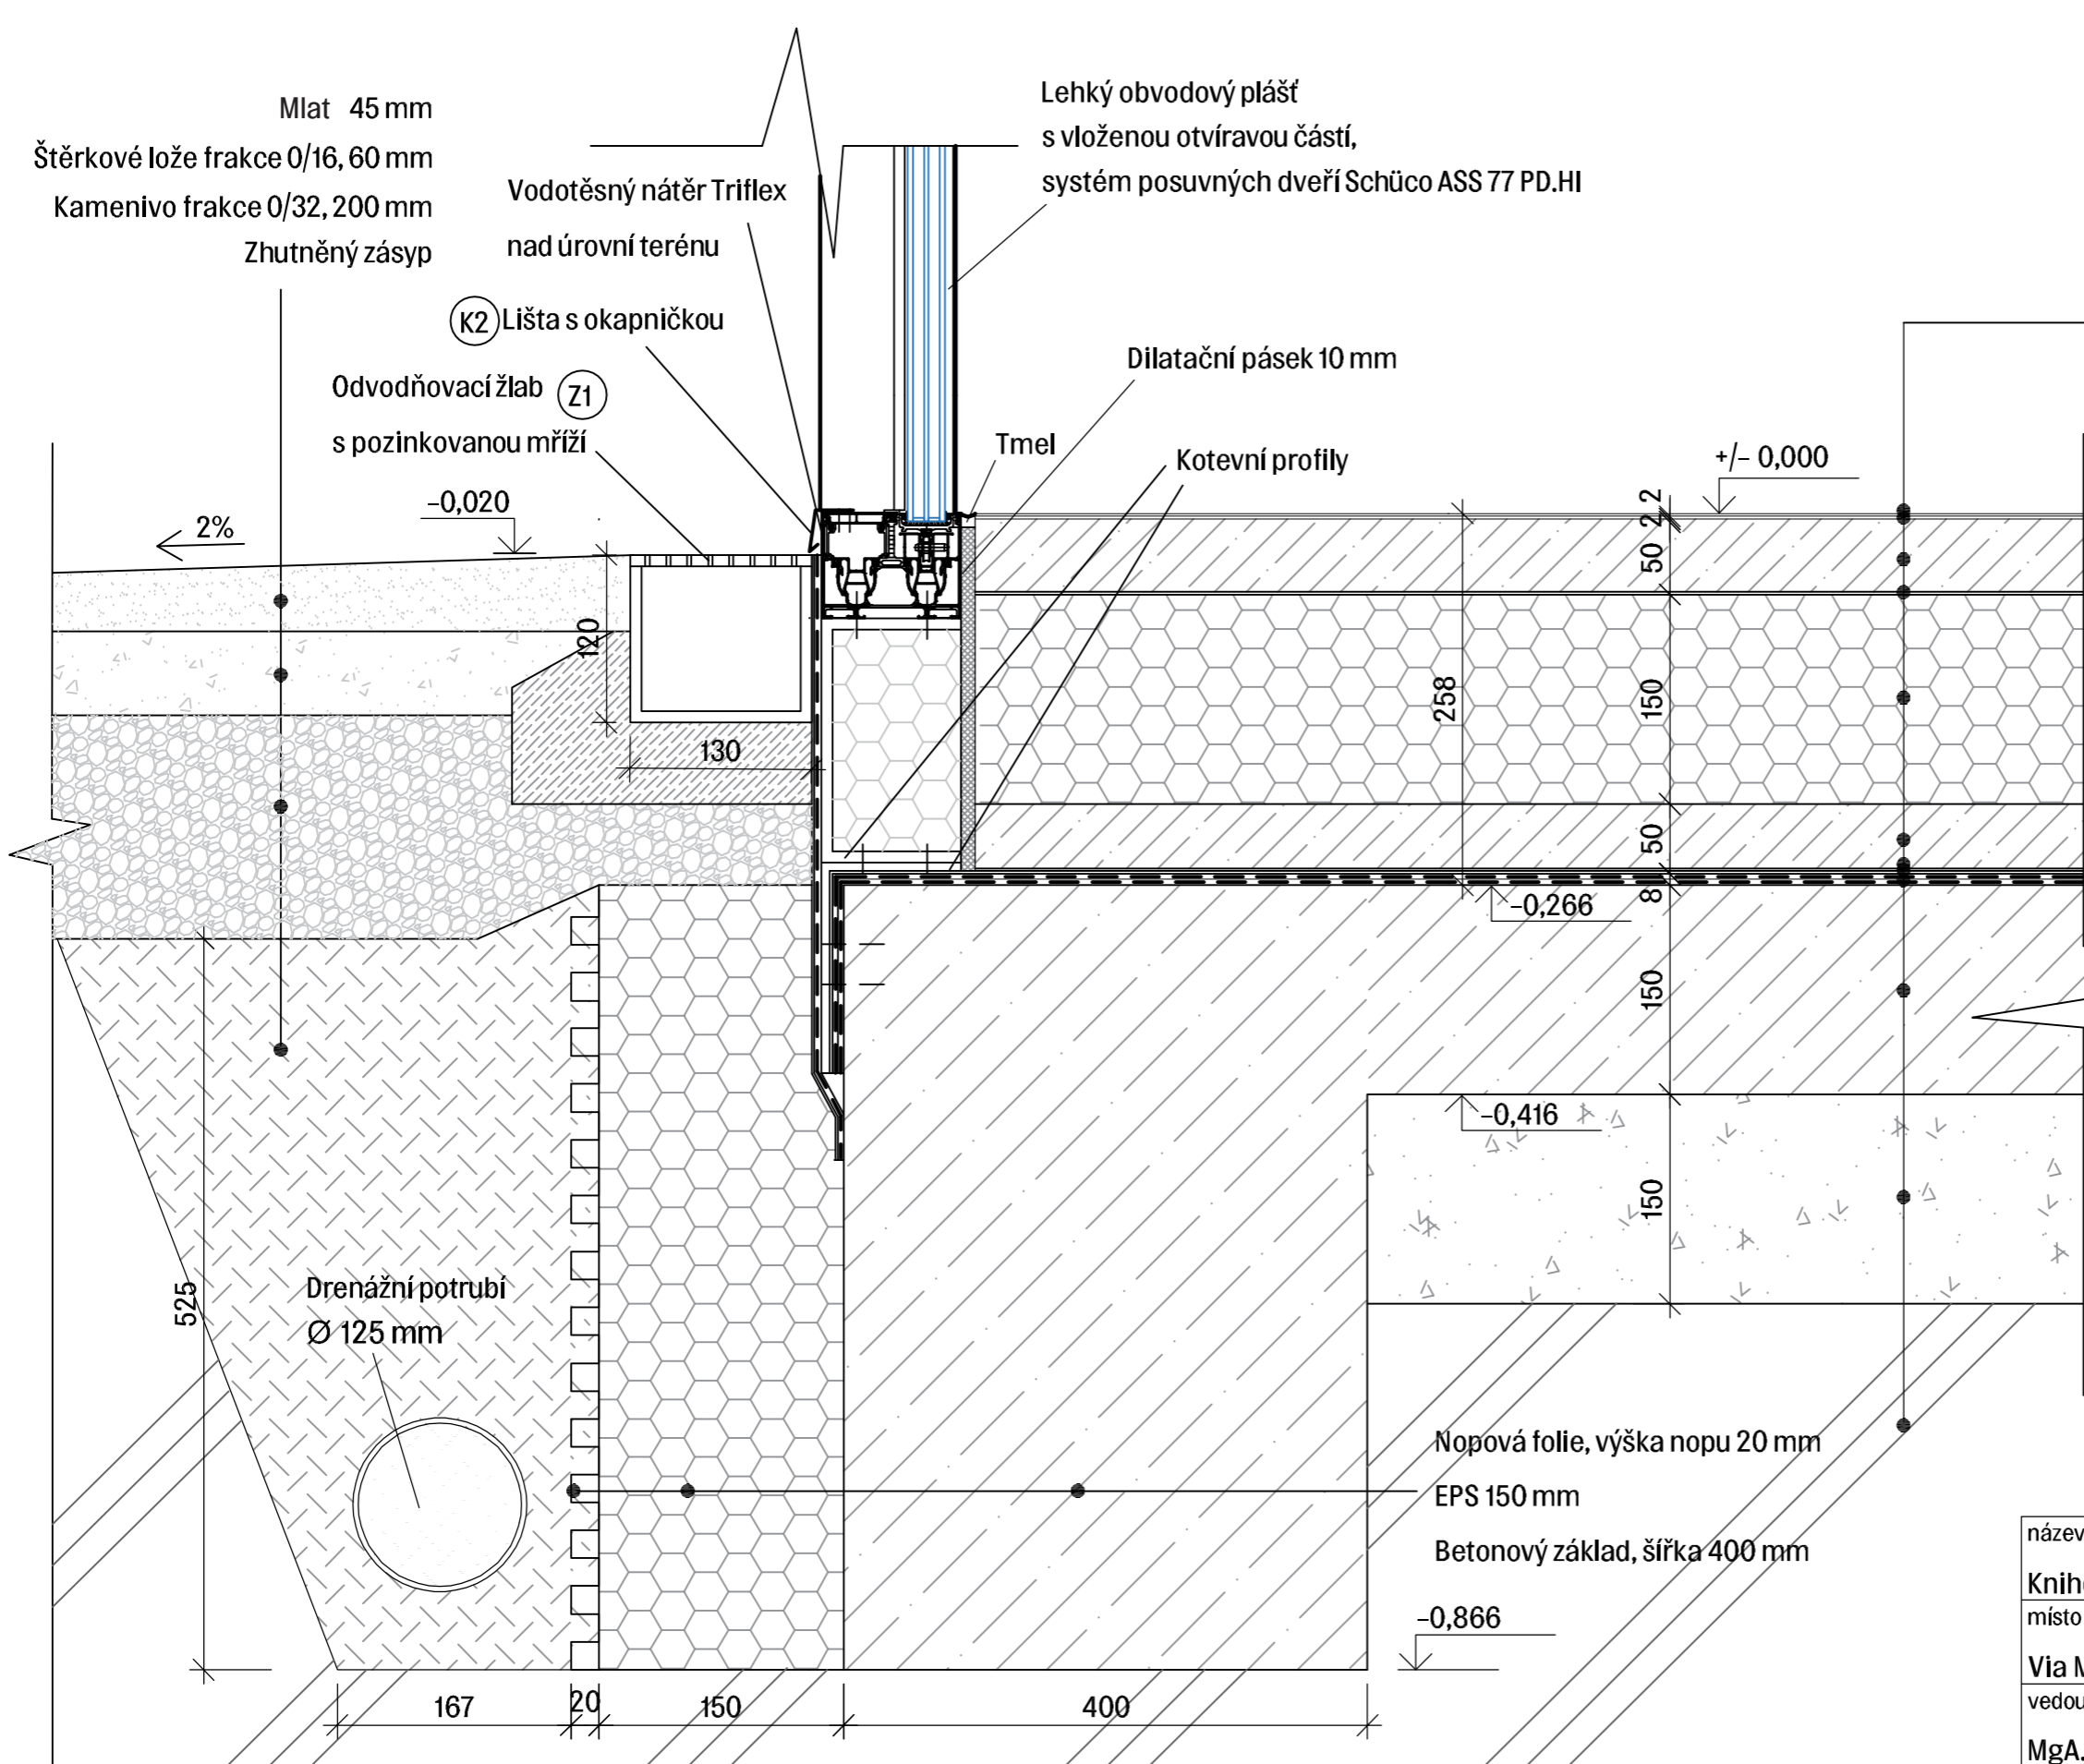 Mlat 45 mm
Štěrkové lože frakce 0/16, 60 mm
Kamenivo frakce 0/32, 200 mm
Zhutněný zásyp
Vodotěsný nátěr Triflex
nad úrovní terénu
K2 Lišta s okapničkou
Odvodňovací žlab Z1
s pozinkovanou mříží
Lehký obvodový plášť
s vloženou otvíravou částí,
systém posuvných dveří Schüco ASS 77 PD.HI
Dilatační pásek 10 mm
Tmel
Kotevní profily
+/- 0,000
-0,020
2%
120
130
258
2 2
50
150
50
8
150
150
-0,266
-0,416
525
Drenážní potrubí
Ø 125 mm
Nopová folie, výška nopu 20 mm
EPS 150 mm
Betonový základ, šířka 400 mm
-0,866
167
20
150
400
název
Knih
místo
Via M
vedou
MgA.